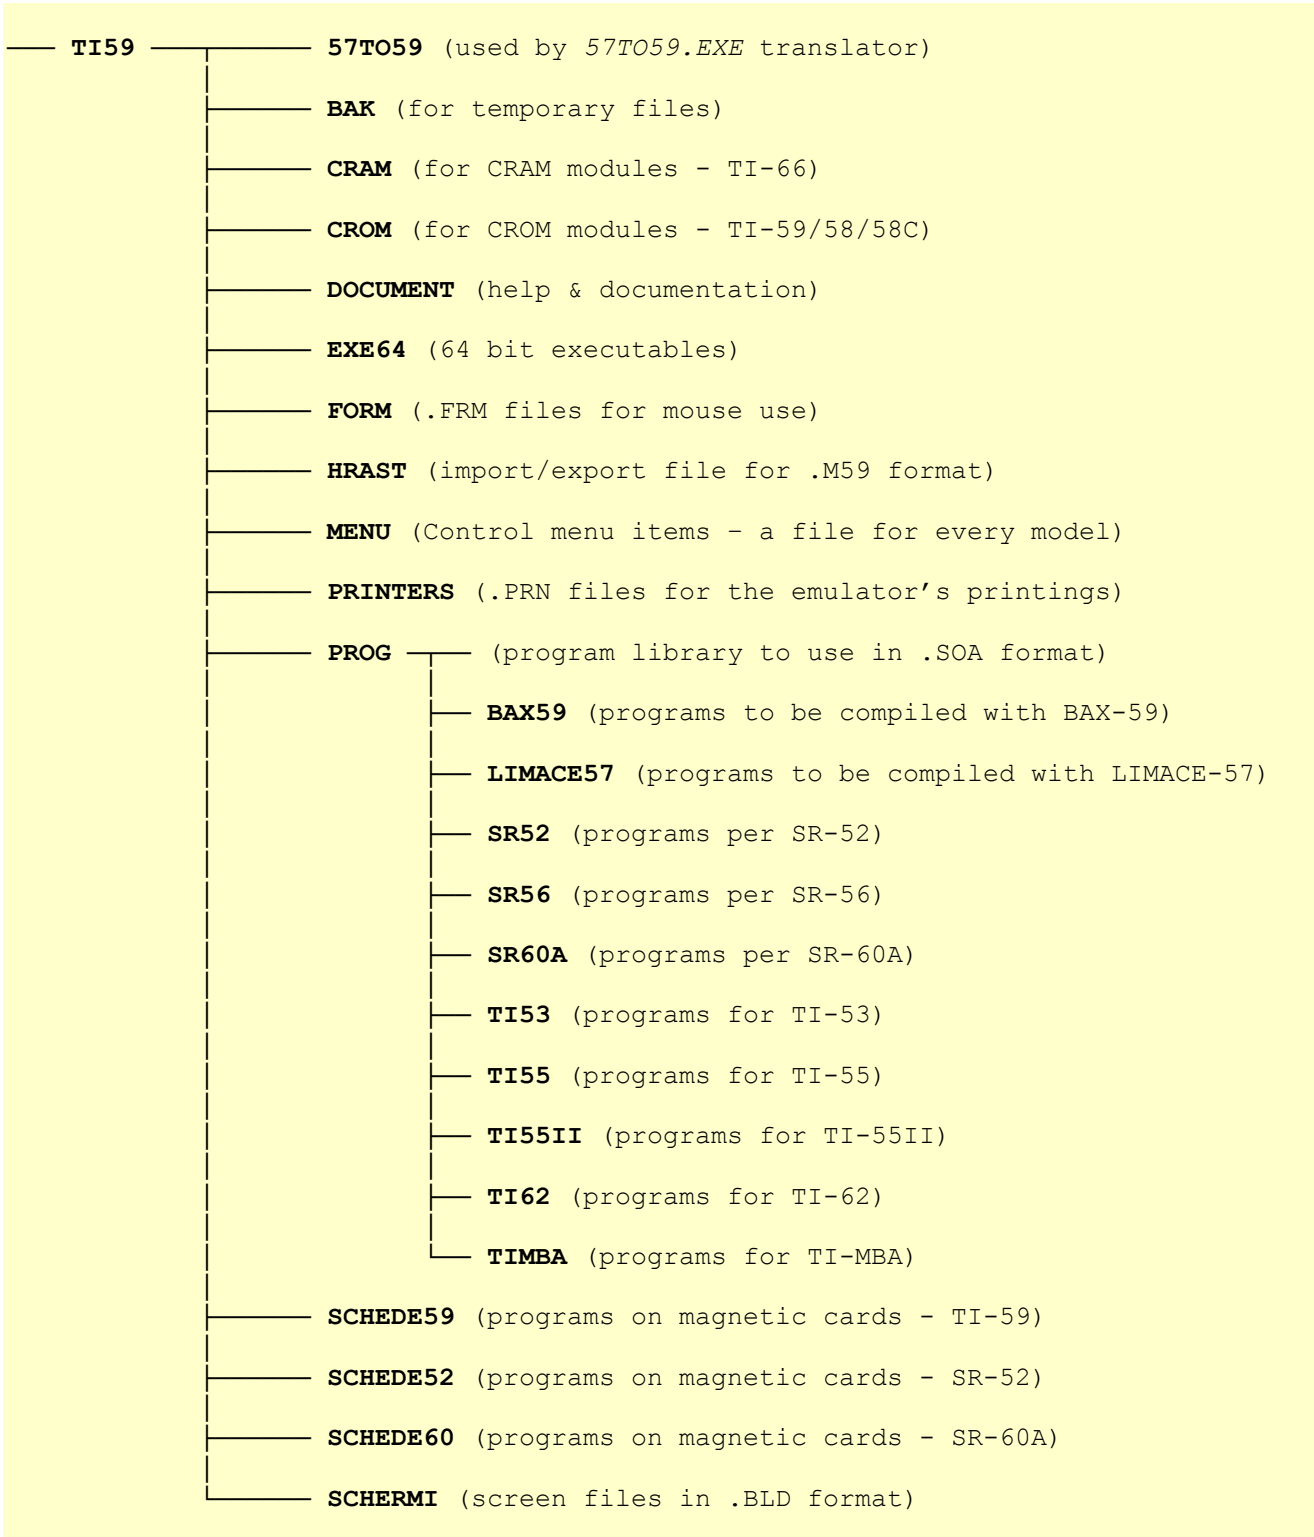 TI59 57TO59 (used by 57TO59.EXE translator)
BAK (for temporary files)
CRAM (for CRAM modules - TI-66)
CROM (for CROM modules - TI-59/58/58C)
DOCUMENT (help & documentation)
EXE64 (64 bit executables)
FORM (.FRM files for mouse use)
HRAST (import/export file for .M59 format)
MENU (Control menu items – a file for every model)
PRINTERS (.PRN files for the emulator’s printings)
PROG (program library to use in .SOA format)
BAX59 (programs to be compiled with BAX-59)
LIMACE57 (programs to be compiled with LIMACE-57)
SR52 (programs per SR-52)
SR56 (programs per SR-56)
SR60A (programs per SR-60A)
TI53 (programs for TI-53)
TI55 (programs for TI-55)
TI55II (programs for TI-55II)
TI62 (programs for TI-62)
TIMBA (programs for TI-MBA)
SCHEDE59 (programs on magnetic cards - TI-59)
SCHEDE52 (programs on magnetic cards - SR-52)
SCHEDE60 (programs on magnetic cards - SR-60A)
SCHERMI (screen files in .BLD format)